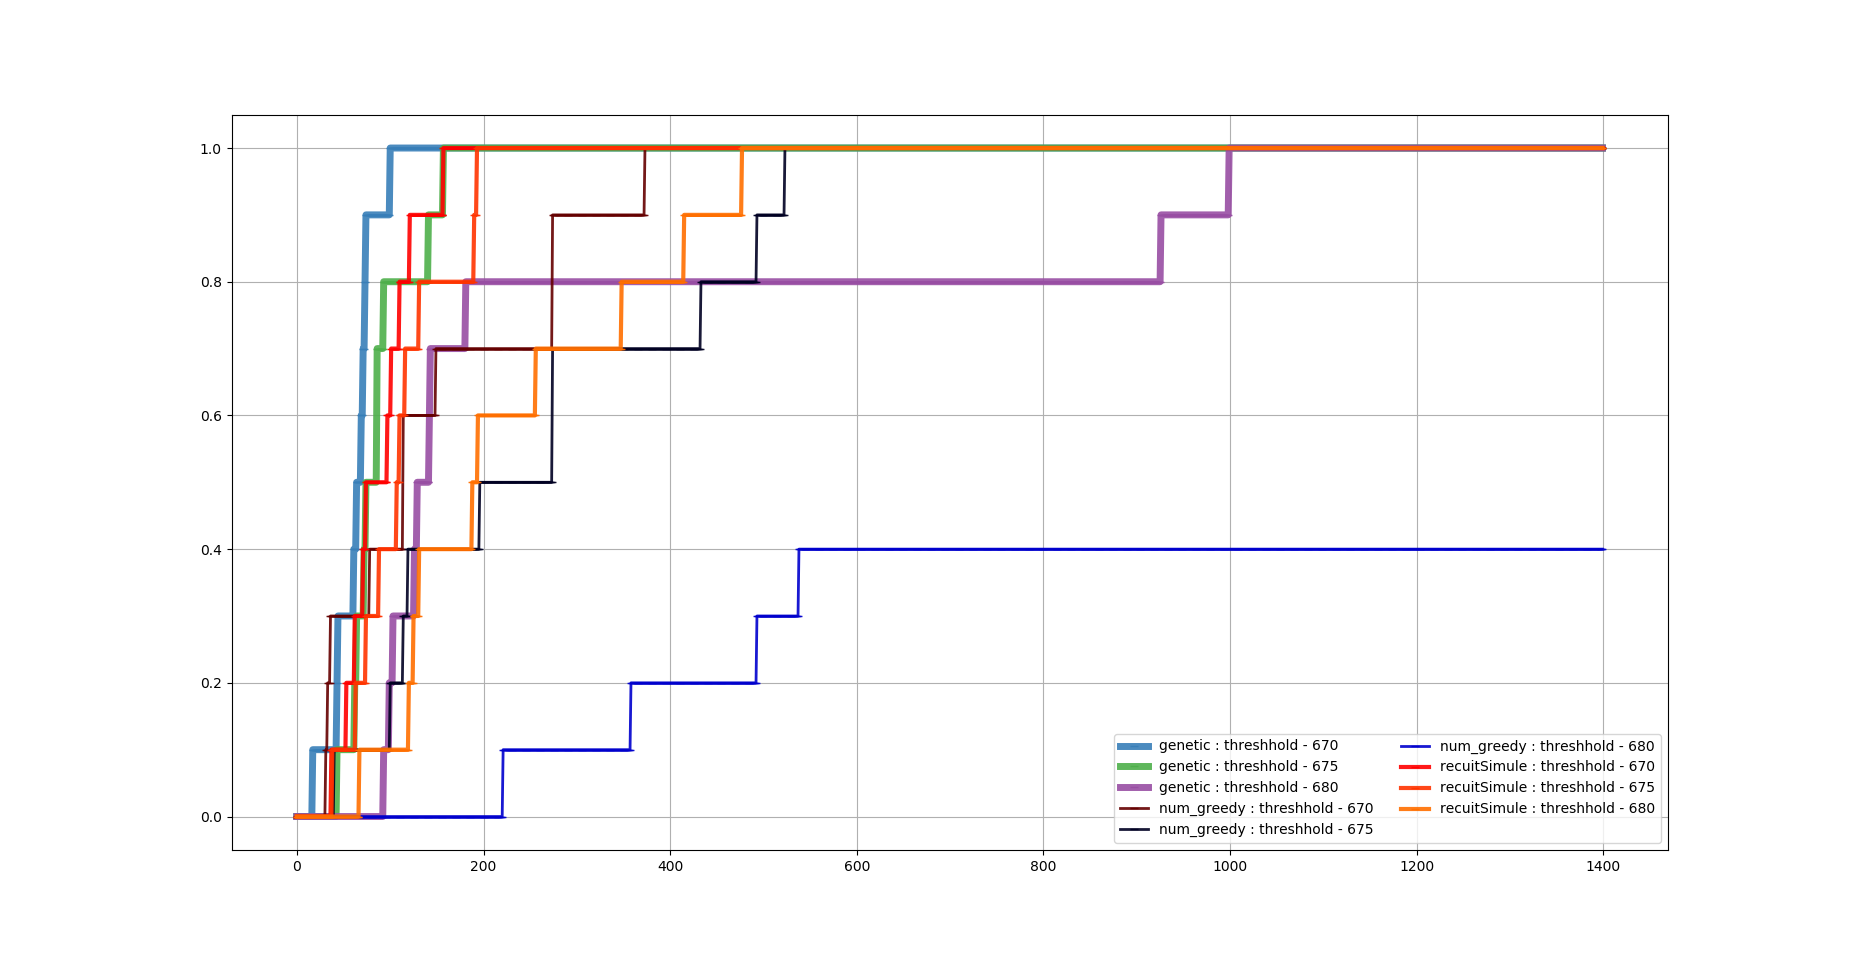 1.0
0.8
0.6
0.4
0.2
0.0
0 200 400 600 800 1000 1200 1400
genetic : threshhold - 670
genetic : threshhold - 675
genetic : threshhold - 680
num_greedy : threshhold - 670
num_greedy : threshhold - 675
num_greedy : threshhold - 680
recuitSimule : threshhold - 670
recuitSimule : threshhold - 675
recuitSimule : threshhold - 680